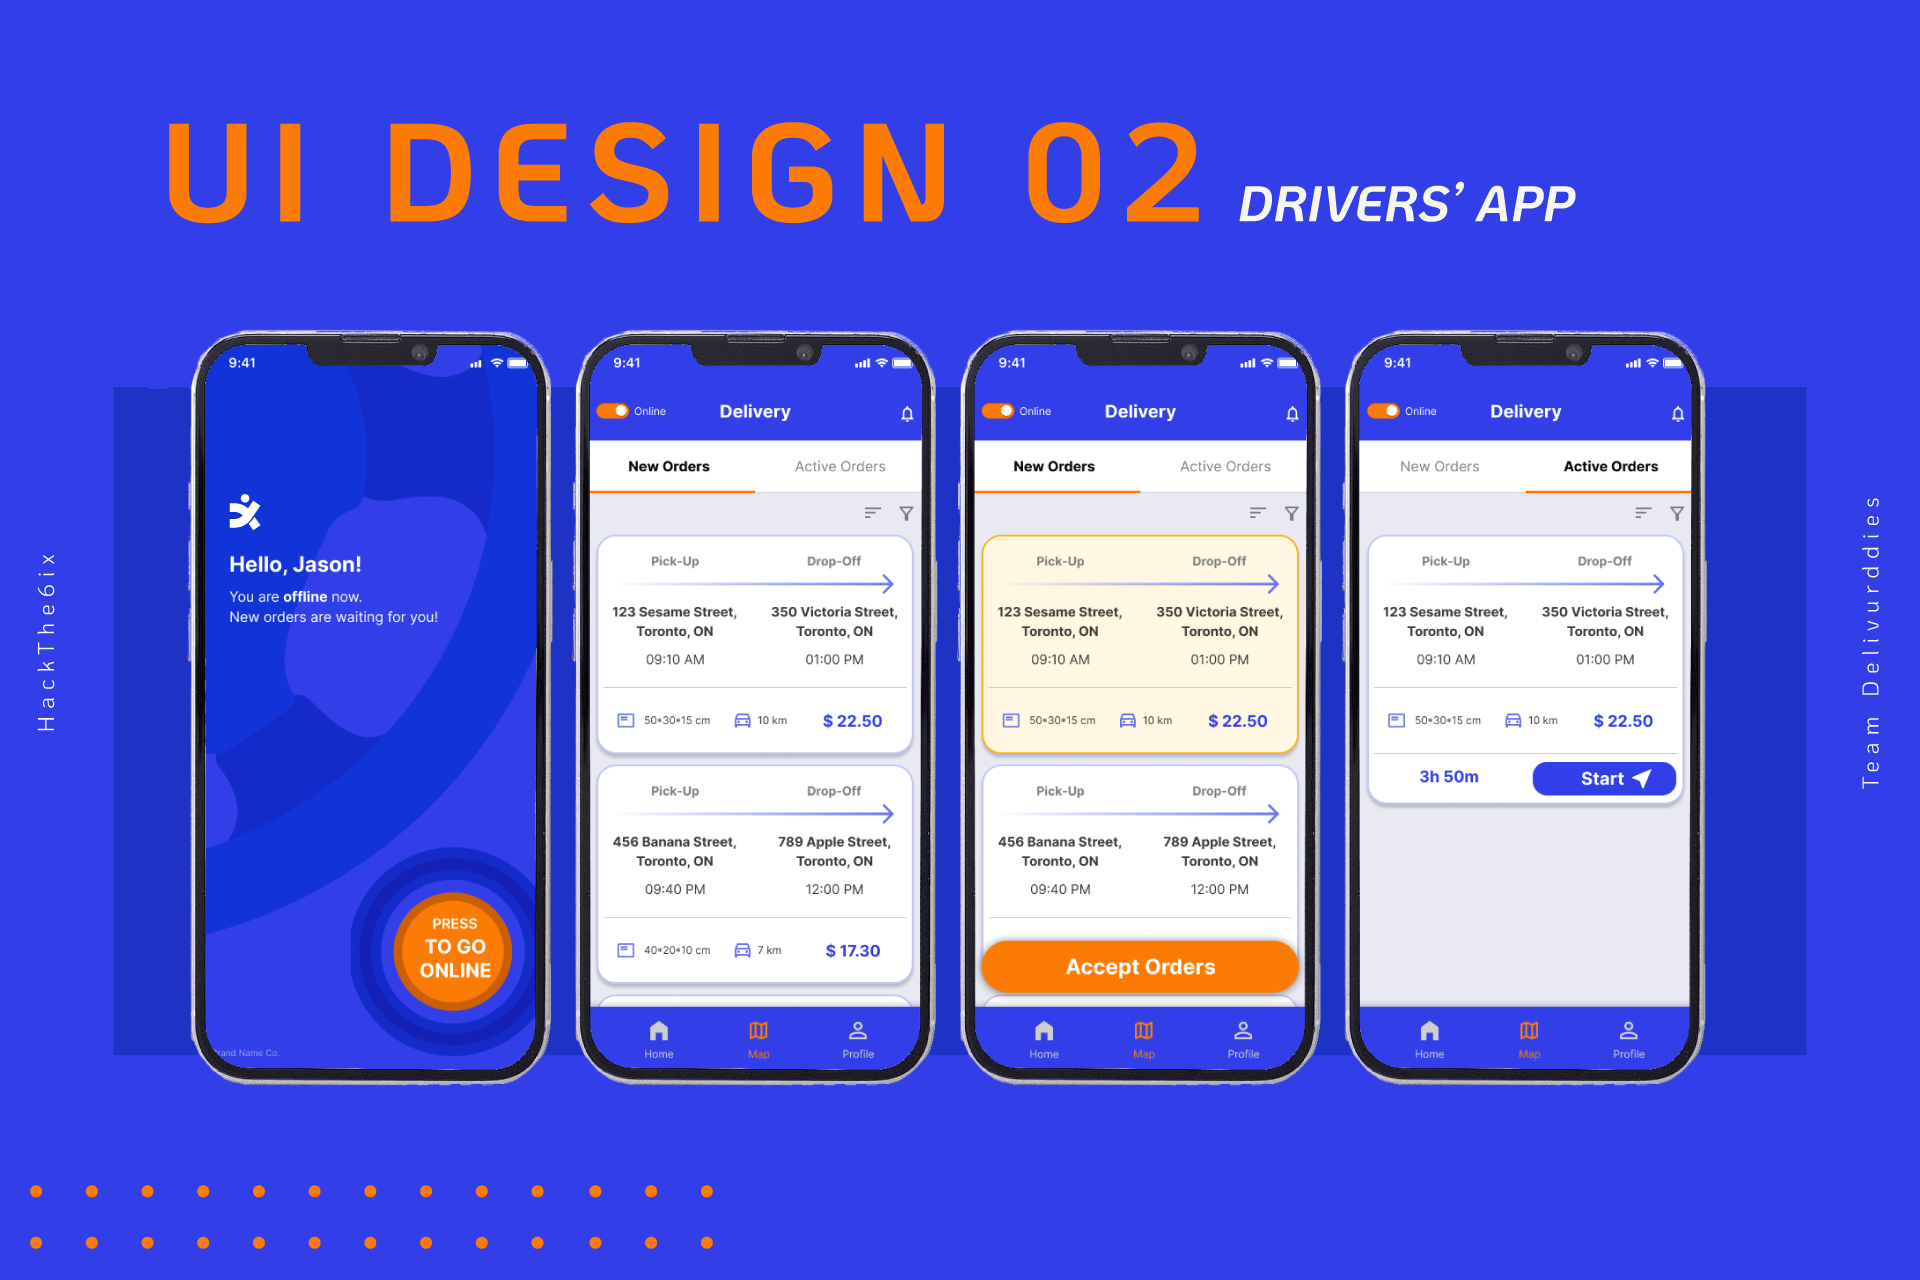 UI DESIGN 02 DRIVERS’ APP
HackThe6ix
9:41
Hello, Jason!
You are offline now.
New orders are waiting for you!
PRESS
TO GO
ONLINE
rand Name Co.
9:41
Online Delivery
New Orders Active Orders
Pick-Up Drop-Off
123 Sesame Street, 350 Victoria Street,
Toronto, ON Toronto, ON
09:10 AM 01:00 PM
50*30*15 cm 10 km $ 22.50
Pick-Up Drop-Off
456 Banana Street, 789 Apple Street,
Toronto, ON Toronto, ON
09:40 PM 12:00 PM
40*20*10 cm 7 km $ 17.30
Home Map Profile
9:41
Online Delivery
New Orders Active Orders
Pick-Up Drop-Off
123 Sesame Street, 350 Victoria Street,
Toronto, ON Toronto, ON
09:10 AM 01:00 PM
50*30*15 cm 10 km $ 22.50
Pick-Up Drop-Off
456 Banana Street, 789 Apple Street,
Toronto, ON Toronto, ON
09:40 PM 12:00 PM
Accept Orders
Home Map Profile
9:41
Online Delivery
New Orders Active Orders
Pick-Up Drop-Off
123 Sesame Street, 350 Victoria Street,
Toronto, ON Toronto, ON
09:10 AM 01:00 PM
50*30*15 cm 10 km $ 22.50
3h 50m Start
Home Map Profile
Team Delivurddies